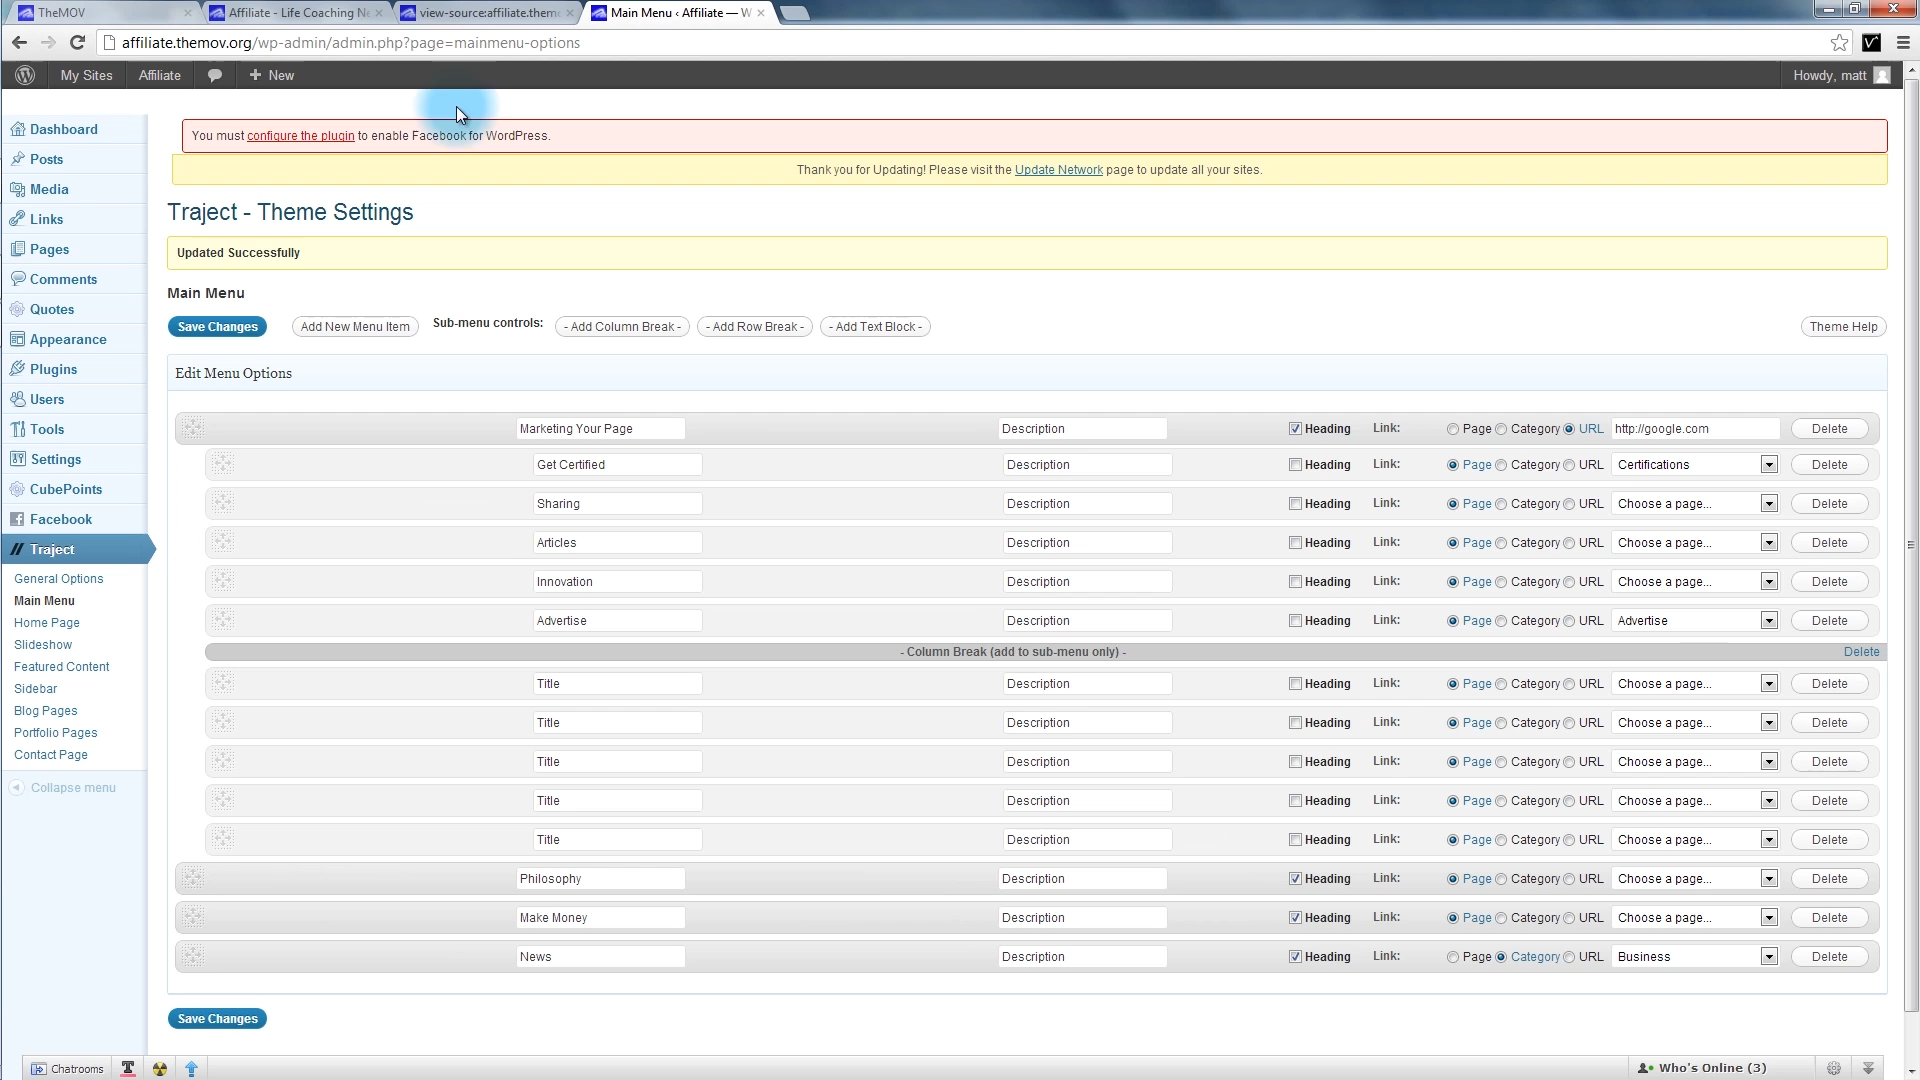 TheMOV
Affiliate - Life Coaching Ne
view-source:affiliate.themo
Main Menu ‹ Affiliate — W
affiliate.themov.org/wp-admin/admin.php?page=mainmenu-options
My Sites Affiliate + New Howdy, matt
You must configure the plugin to enable Facebook for WordPress.
Thank you for Updating! Please visit the Update Network page to update all your sites.
Dashboard
Posts
Media
Links
Pages
Comments
Quotes
Appearance
Plugins
Users
Tools
Settings
CubePoints
Facebook
Traject
General Options
Main Menu
Home Page
Slideshow
Featured Content
Sidebar
Blog Pages
Portfolio Pages
Contact Page
Collapse menu
Traject - Theme Settings
Updated Successfully
Main Menu
Save Changes Add New Menu Item Sub-menu controls: - Add Column Break - - Add Row Break - - Add Text Block - Theme Help
Edit Menu Options
Marketing Your Page Description Heading Link: Page Category URL http://google.com Delete
Get Certified Description Heading Link: Page Category URL Certifications Delete
Sharing Description Heading Link: Page Category URL Choose a page... Delete
Articles Description Heading Link: Page Category URL Choose a page... Delete
Innovation Description Heading Link: Page Category URL Choose a page... Delete
Advertise Description Heading Link: Page Category URL Advertise Delete
- Column Break (add to sub-menu only) - Delete
Title Description Heading Link: Page Category URL Choose a page... Delete
Title Description Heading Link: Page Category URL Choose a page... Delete
Title Description Heading Link: Page Category URL Choose a page... Delete
Title Description Heading Link: Page Category URL Choose a page... Delete
Title Description Heading Link: Page Category URL Choose a page... Delete
Philosophy Description Heading Link: Page Category URL Choose a page... Delete
Make Money Description Heading Link: Page Category URL Choose a page... Delete
News Description Heading Link: Page Category URL Business Delete
Save Changes
Chatrooms Who's Online (3)